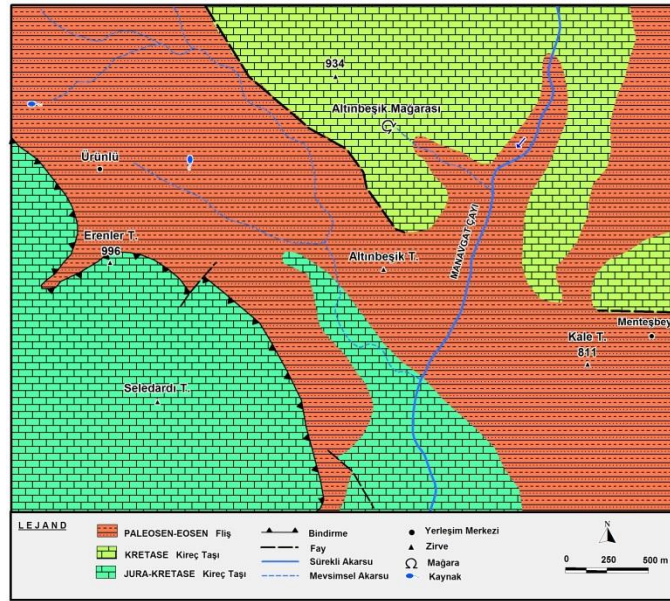 934
Altınbeşik Mağarası
Ürünlü
Erenler T.
996
Altınbeşik T.
MANAVGAT ÇAYI
Menteşbey
Kale T.
811
Seledardı T.
LEJAND
PALEOSEN-EOSEN Fliş
KRETASE Kireç Taşı
JURA-KRETASE Kireç Taşı
Bindirme
Fay
Sürekli Akarsu
Mevsimsel Akarsu
Yerleşim Merkezi
Zirve
Mağara
Kaynak
N
0 250 500 m